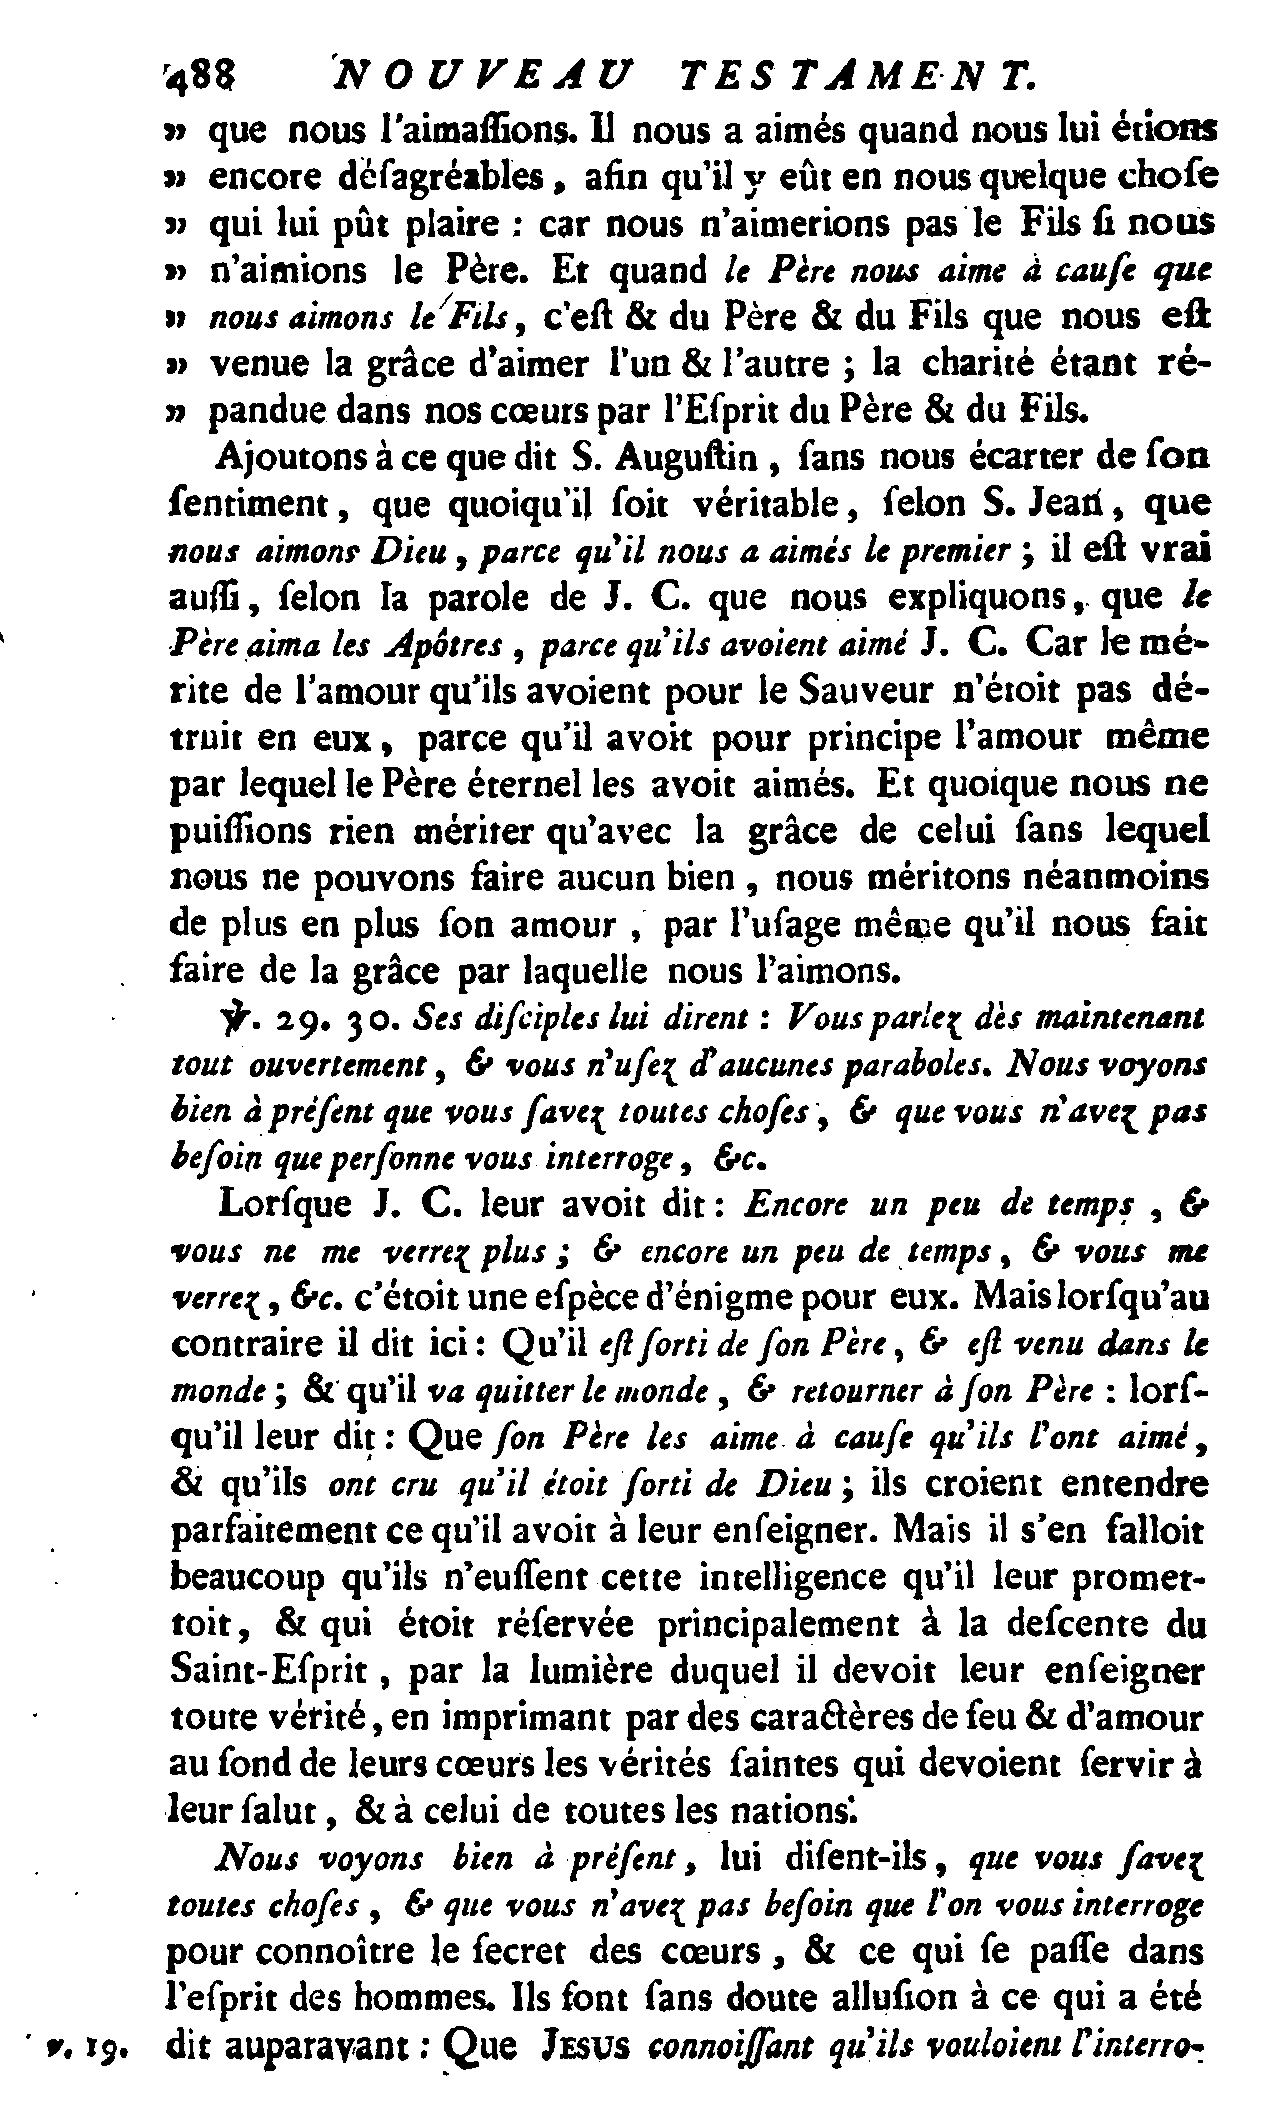 488 NOUVEAU TESTAMENT.
» que nous l'aimaſſions. Il nous a aimés quand nous lui étions
» encore déſagréables, afin qu'il y eût en nous quelque choſe
» qui lui pût plaire : car nous n'aimerions pas le Fils ſi nous
» n'aimions le Père. Et quand le Père nous aime à cauſe que
» nous aimons le Fils, c'eſt & du Père & du Fils que nous eſt
» venue la grâce d'aimer l'un & l'autre ; la charité étant ré-
» pandue dans nos cœurs par l'Eſprit du Père & du Fils.
Ajoutons à ce que dit S. Auguſtin, ſans nous écarter de ſon
ſentiment, que quoiqu'il ſoit véritable, ſelon S. Jean, que
nous aimons Dieu, parce qu'il nous a aimés le premier ; il eſt vrai
auſſi, ſelon la parole de J. C. que nous expliquons, que le
Père aima les Apôtres, parce qu'ils avoient aimé J. C. Car le mé-
rite de l'amour qu'ils avoient pour le Sauveur n'étoit pas dé-
truit en eux, parce qu'il avoit pour principe l'amour même
par lequel le Père éternel les avoit aimés. Et quoique nous ne
puiſſions rien mériter qu'avec la grâce de celui ſans lequel
nous ne pouvons faire aucun bien, nous méritons néanmoins
de plus en plus ſon amour, par l'uſage même qu'il nous fait
faire de la grâce par laquelle nous l'aimons.
℣. 29. 30. Ses diſciples lui dirent : Vous parlez dès maintenant
tout ouvertement, & vous n'uſez d'aucunes paraboles. Nous voyons
bien à préſent que vous ſavez toutes choſes, & que vous n'avez pas
beſoin que perſonne vous interroge, &c.
Lorſque J. C. leur avoit dit : Encore un peu de temps, &
vous ne me verrez plus ; & encore un peu de temps, & vous me
verrez, &c. c'étoit une eſpèce d'énigme pour eux. Mais lorſqu'au
contraire il dit ici : Qu'il eſt ſorti de ſon Père, & eſt venu dans le
monde ; & qu'il va quitter le monde, & retourner à ſon Père : lorſ-
qu'il leur dit : Que ſon Père les aime à cauſe qu'ils l'ont aimé,
& qu'ils ont cru qu'il étoit ſorti de Dieu ; ils croient entendre
parfaitement ce qu'il avoit à leur enſeigner. Mais il s'en falloit
beaucoup qu'ils n'euſſent cette intelligence qu'il leur promet-
toit, & qui étoit réſervée principalement à la deſcente du
Saint-Eſprit, par la lumière duquel il devoit leur enſeigner
toute vérité, en imprimant par des caractères de feu & d'amour
au fond de leurs cœurs les vérités ſaintes qui devoient ſervir à
leur ſalut, & à celui de toutes les nations.
Nous voyons bien à préſent, lui diſent-ils, que vous ſavez
toutes choſes, & que vous n'avez pas beſoin que l'on vous interroge
pour connoître le ſecret des cœurs, & ce qui ſe paſſe dans
l'eſprit des hommes. Ils font ſans doute alluſion à ce qui a été
v. 19. dit auparavant : Que JESUS connoiſſant qu'ils vouloient l'interro-